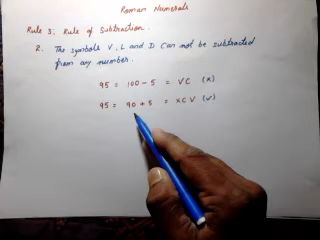 Roman Numerals
Rule 3: Rule of Subtraction.
2. The symbols V, L and D Can not be subtracted
from any number.
95 = 100 - 5 = VC (x)
95 = 90 + 5 = XCV (✓)